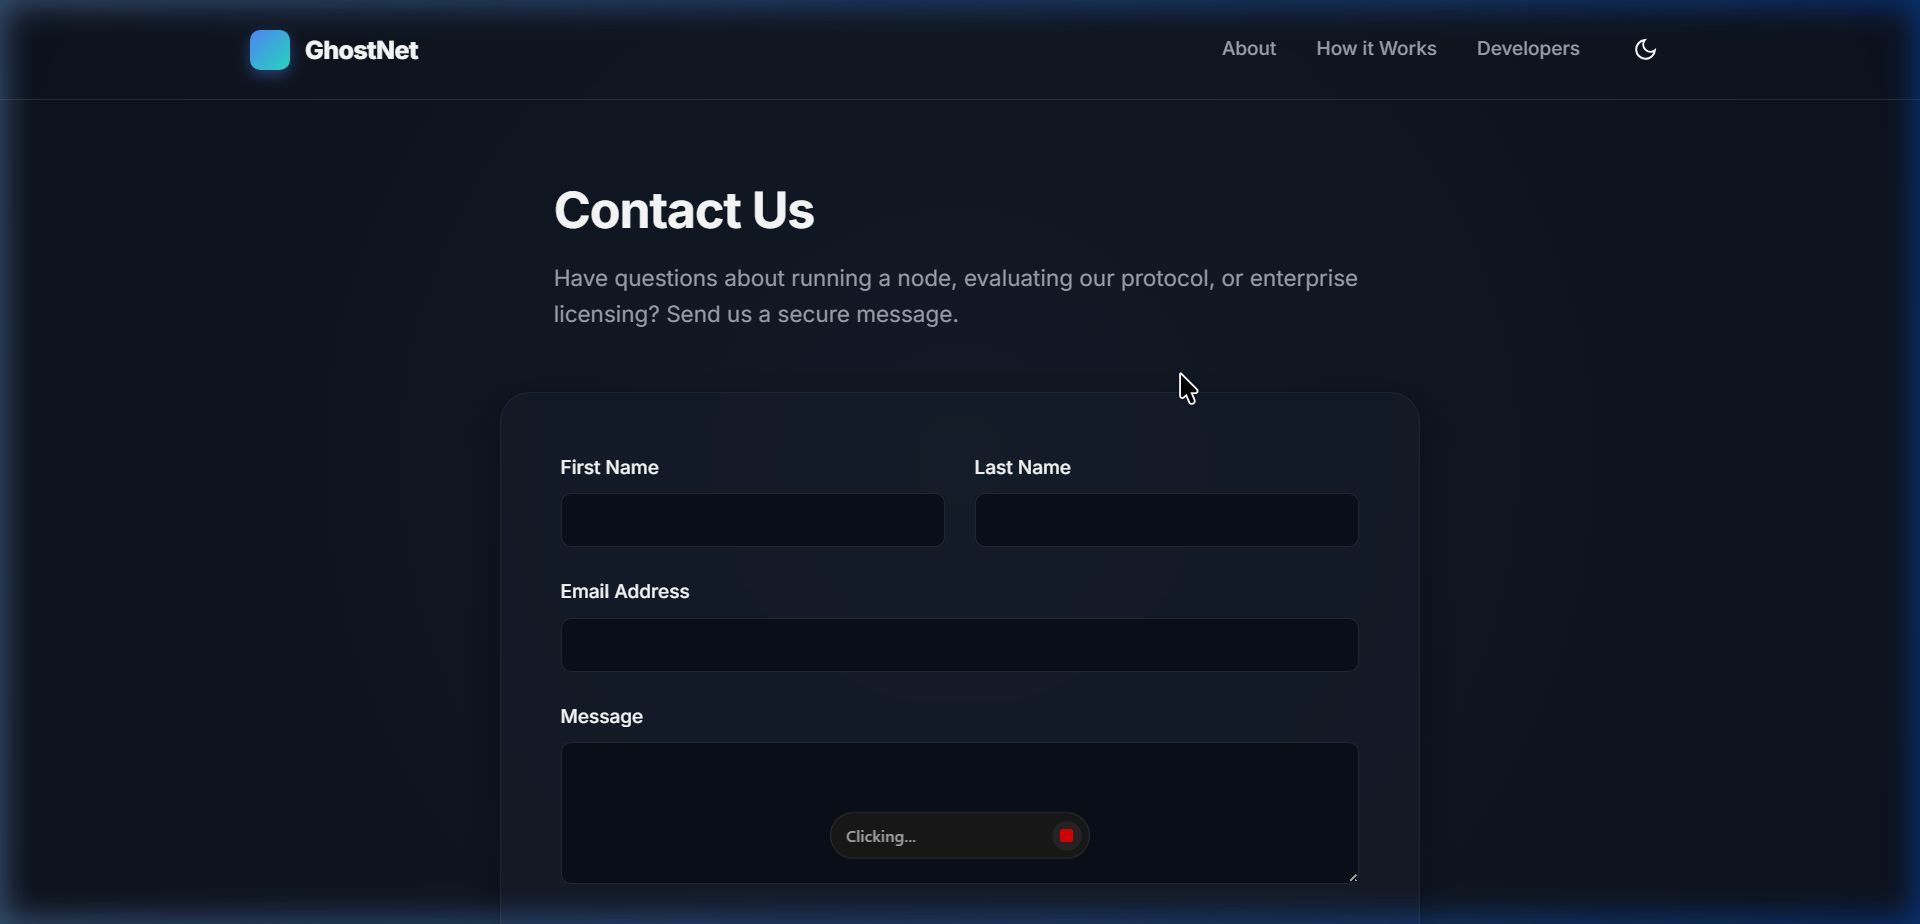 GhostNet
About
How it Works
Developers
Contact Us
Have questions about running a node, evaluating our protocol, or enterprise
licensing? Send us a secure message.
First Name
Last Name
Email Address
Message
Clicking...